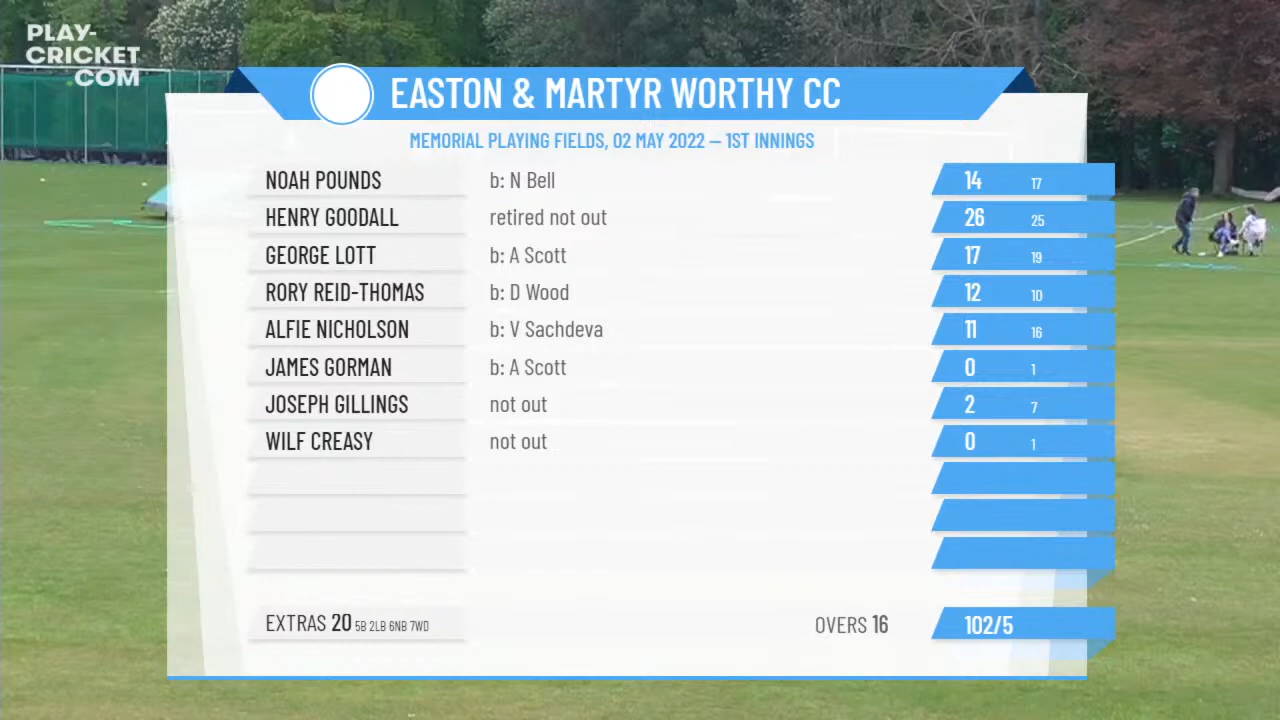 PLAY-
CRICKET
.COM
EASTON & MARTYR WORTHY CC
MEMORIAL PLAYING FIELDS, 02 MAY 2022 – 1ST INNINGS
NOAH POUNDS b: N Bell 14 17
HENRY GOODALL retired not out 26 25
GEORGE LOTT b: A Scott 17 19
RORY REID-THOMAS b: D Wood 12 10
ALFIE NICHOLSON b: V Sachdeva 11 16
JAMES GORMAN b: A Scott 0 1
JOSEPH GILLINGS not out 2 7
WILF CREASY not out 0 1
EXTRAS 20 5B 2LB 6NB 7WD OVERS 16 102/5